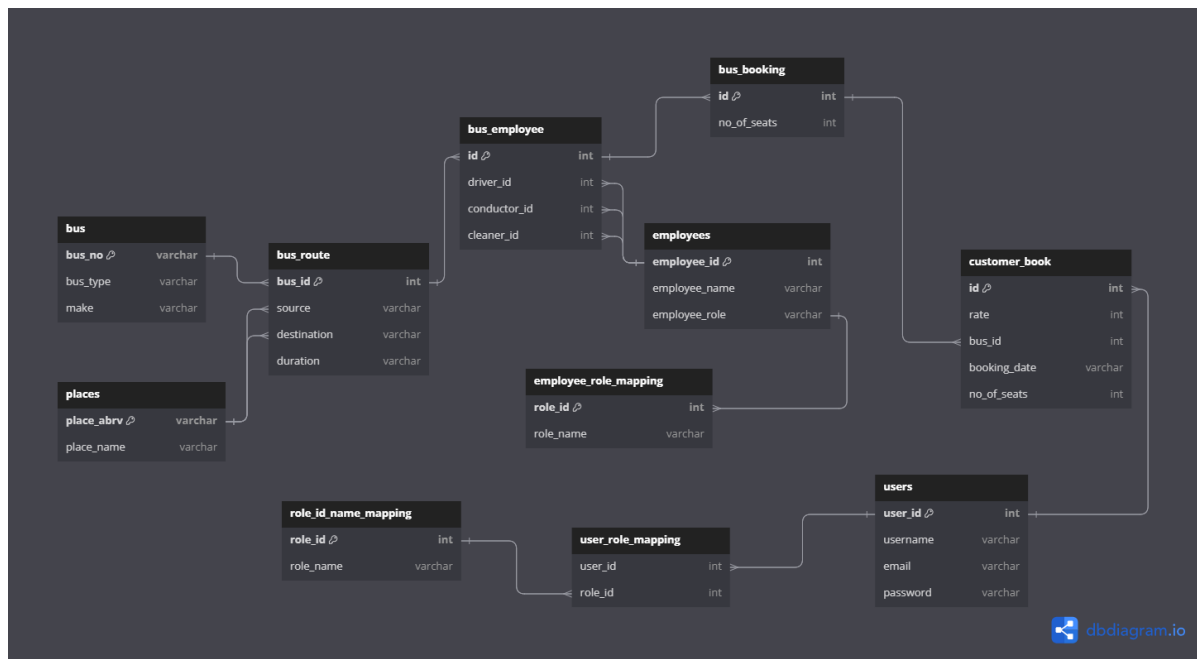 bus_booking
id int
no_of_seats int
bus_employee
id int
driver_id int
conductor_id int
cleaner_id int
bus
bus_no varchar
bus_type varchar
make varchar
bus_route
bus_id int
source varchar
destination varchar
duration varchar
employees
employee_id int
employee_name varchar
employee_role varchar
customer_book
id int
rate int
bus_id int
booking_date varchar
no_of_seats int
places
place_abrv varchar
place_name varchar
employee_role_mapping
role_id int
role_name varchar
role_id_name_mapping
role_id int
role_name varchar
user_role_mapping
user_id int
role_id int
users
user_id int
username varchar
email varchar
password varchar
dbdiagram.io